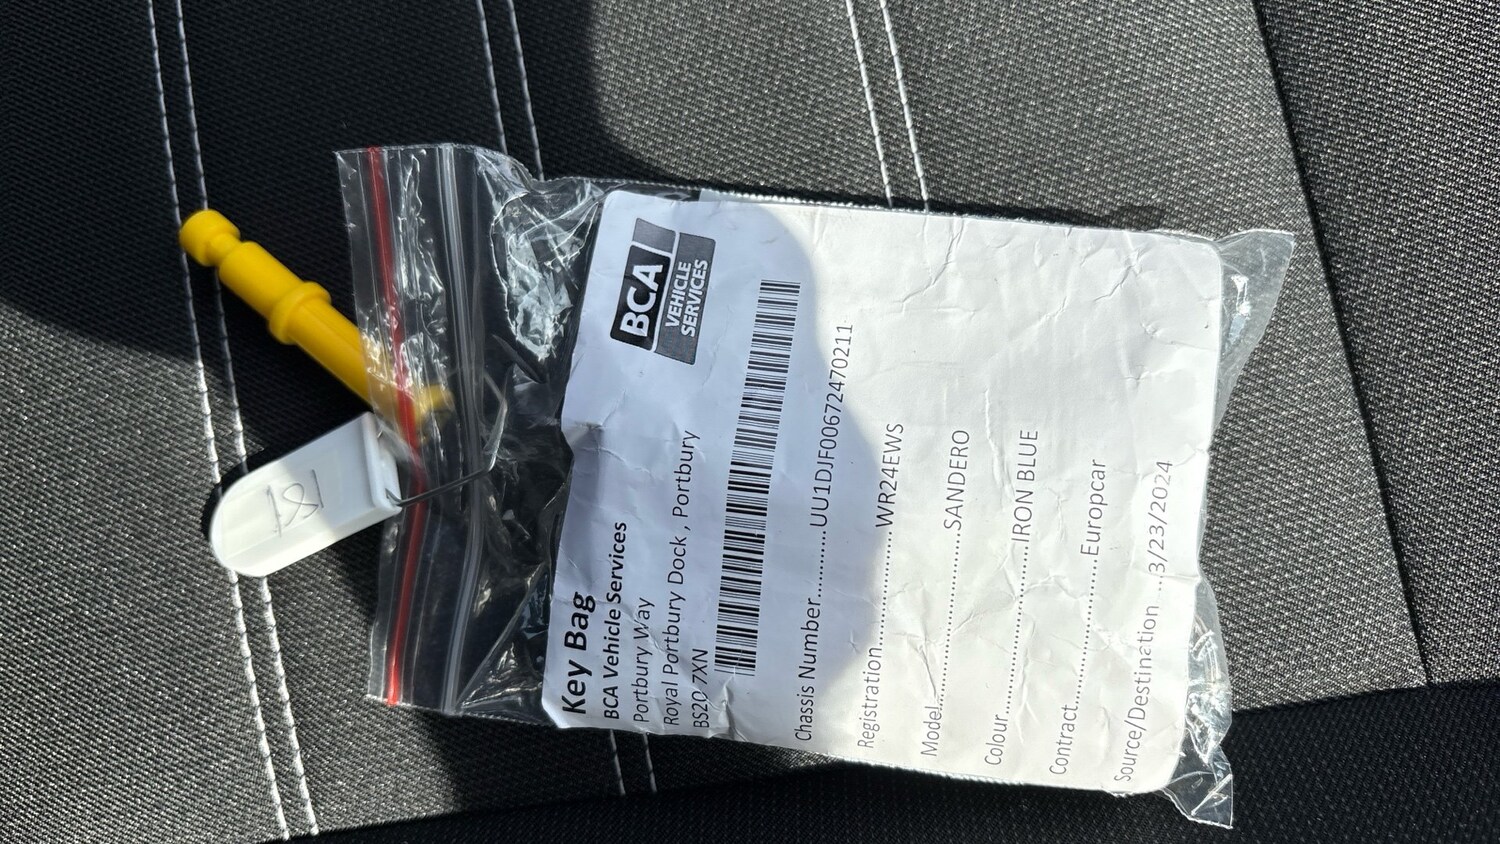 Key Bag
BCA Vehicle Services
Portbury Way
Royal Portbury Dock , Portbury
BS20 7XN
BCA
VEHICLE
SERVICES
Chassis Number.........UU1DJF00672470211
Registration....................WR24EWS
Model..............................SANDERO
Colour............................IRON BLUE
Contract........................Europcar
Source/Destination ...3/23/2024